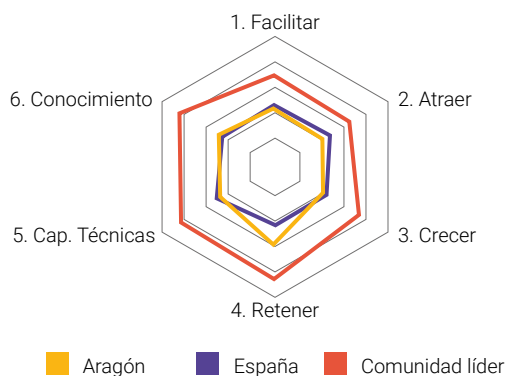 1. Facilitar
6. Conocimiento
2. Atraer
5. Cap. Técnicas
3. Crecer
4. Retener
Aragón
España
Comunidad líder